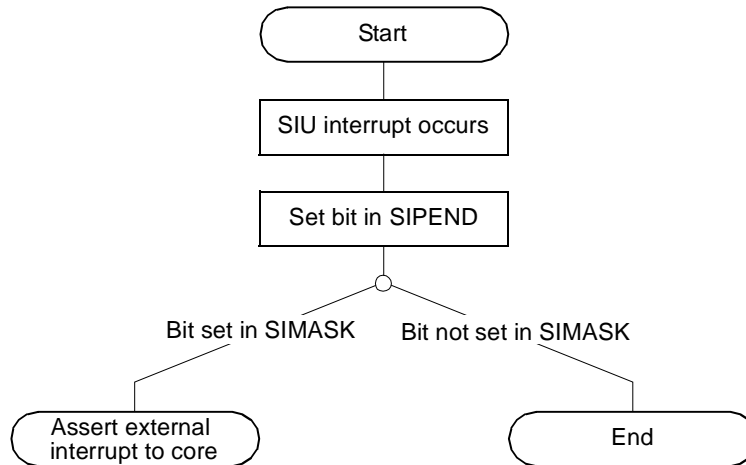 Start
SIU interrupt occurs
Set bit in SIPEND
Bit set in SIMASK
Bit not set in SIMASK
Assert external
interrupt to core
End